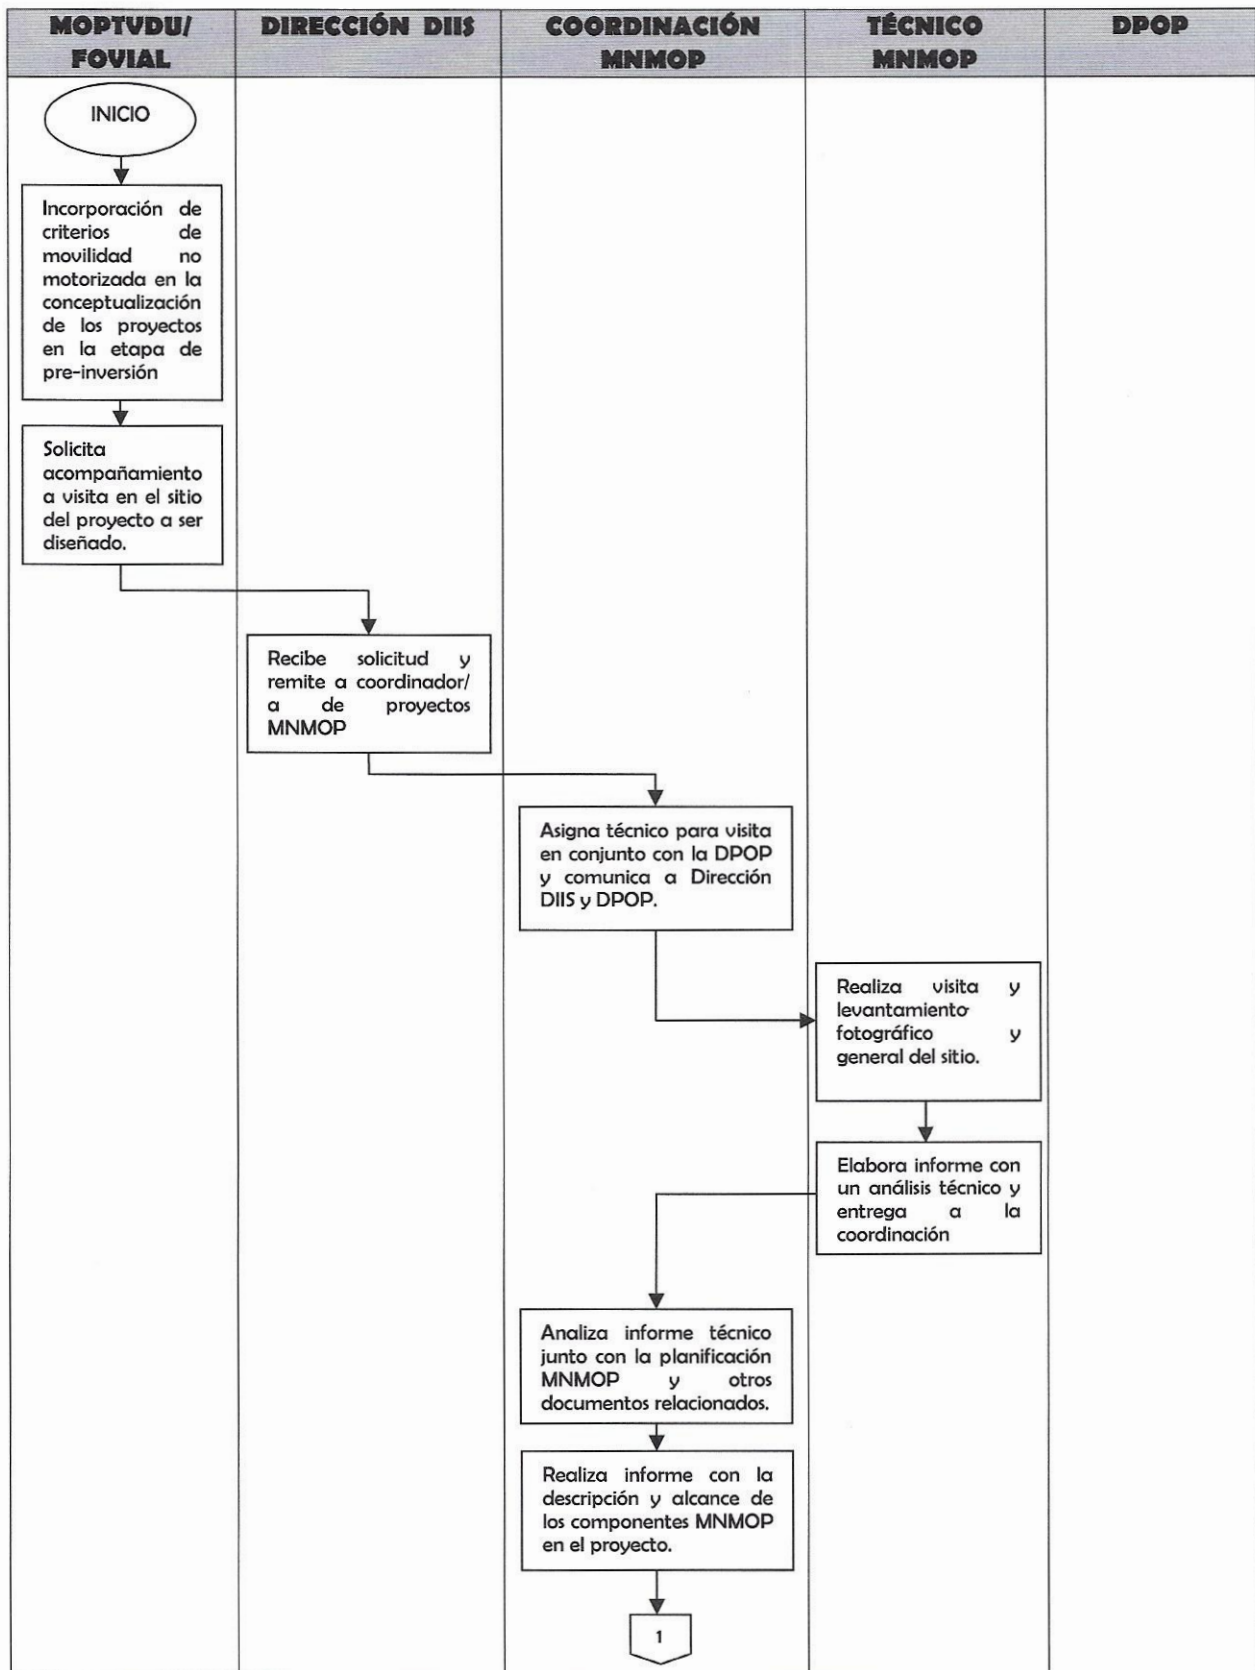 MOPTVDU/
FOVIAL
DIRECCIÓN DIIS
COORDINACIÓN
MNMOP
TÉCNICO
MNMOP
DPOP
INICIO
Incorporación de
criterios de
movilidad no
motorizada en la
conceptualización
de los proyectos
en la etapa de
pre-inversión
Solicita
acompañamiento
a visita en el sitio
del proyecto a ser
diseñado.
Recibe solicitud y
remite a coordinador/
a de proyectos
MNMOP
Asigna técnico para visita
en conjunto con la DPOP
y comunica a Dirección
DIIS y DPOP.
Realiza visita y
levantamiento
fotográfico y
general del sitio.
Elabora informe con
un análisis técnico y
entrega a la
coordinación
Analiza informe técnico
junto con la planificación
MNMOP y otros
documentos relacionados.
Realiza informe con la
descripción y alcance de
los componentes MNMOP
en el proyecto.
1